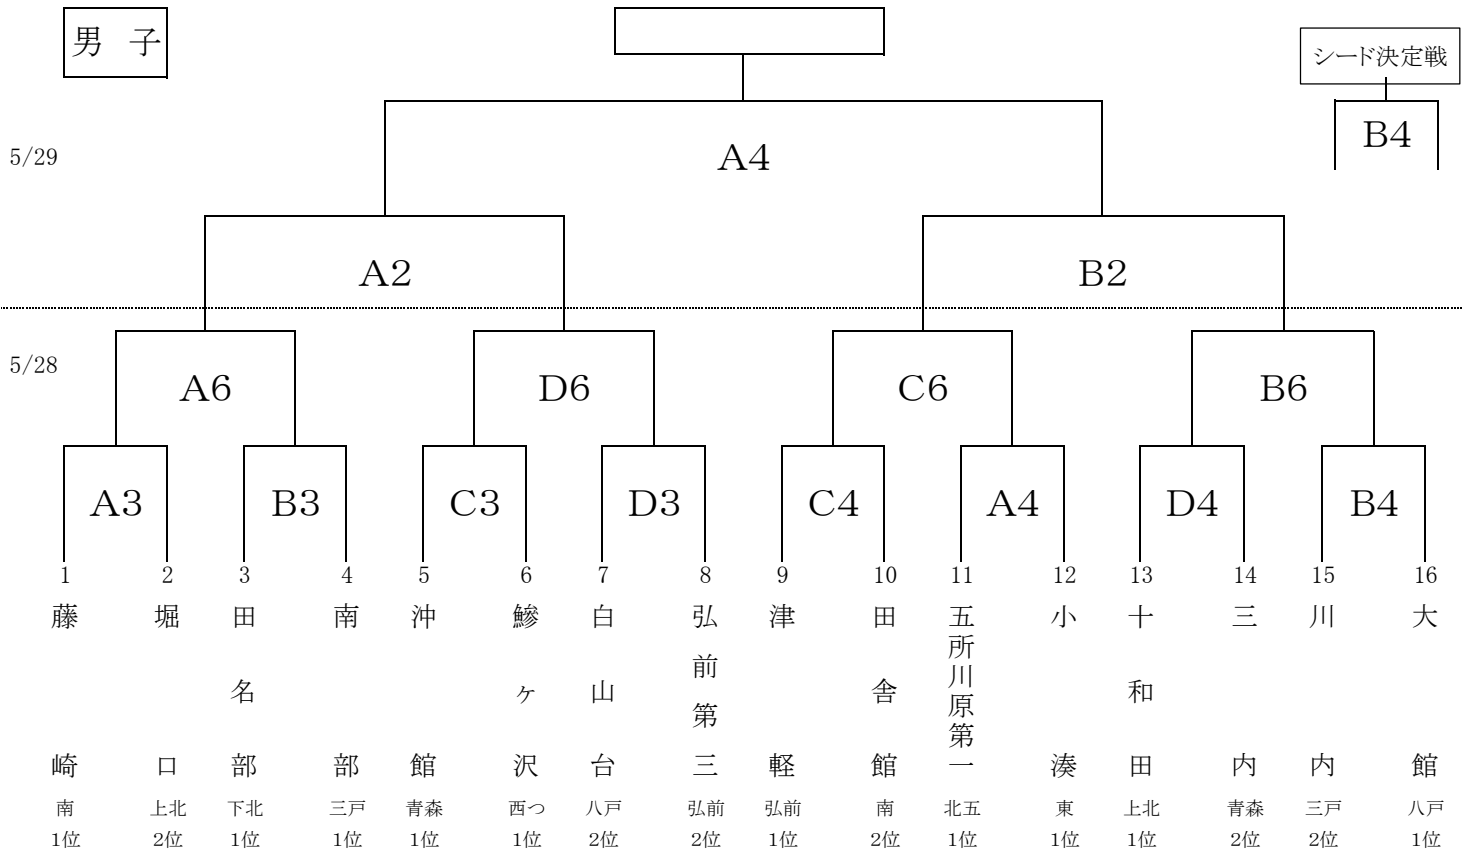 男 子
シード決定戦
B4
5/29
A4
A2 B2
5/28
A6 D6 C6 B6
A3 B3 C3 D3 C4 A4 D4 B4
1 2 3 4 5 6 7 8 9 10 11 12 13 14 15 16
藤崎 堀口 田名部 南部 沖館 鰺ヶ沢 白山台 弘前第三 津軽 田舎館 五所川原第一 小湊 十和田 三内 川内 大館
南 上北 下北 三戸 青森 西つ 八戸 弘前 弘前 南 北五 東 上北 青森 三戸 八戸
1位 2位 1位 1位 1位 1位 2位 2位 1位 2位 1位 1位 1位 2位 2位 1位